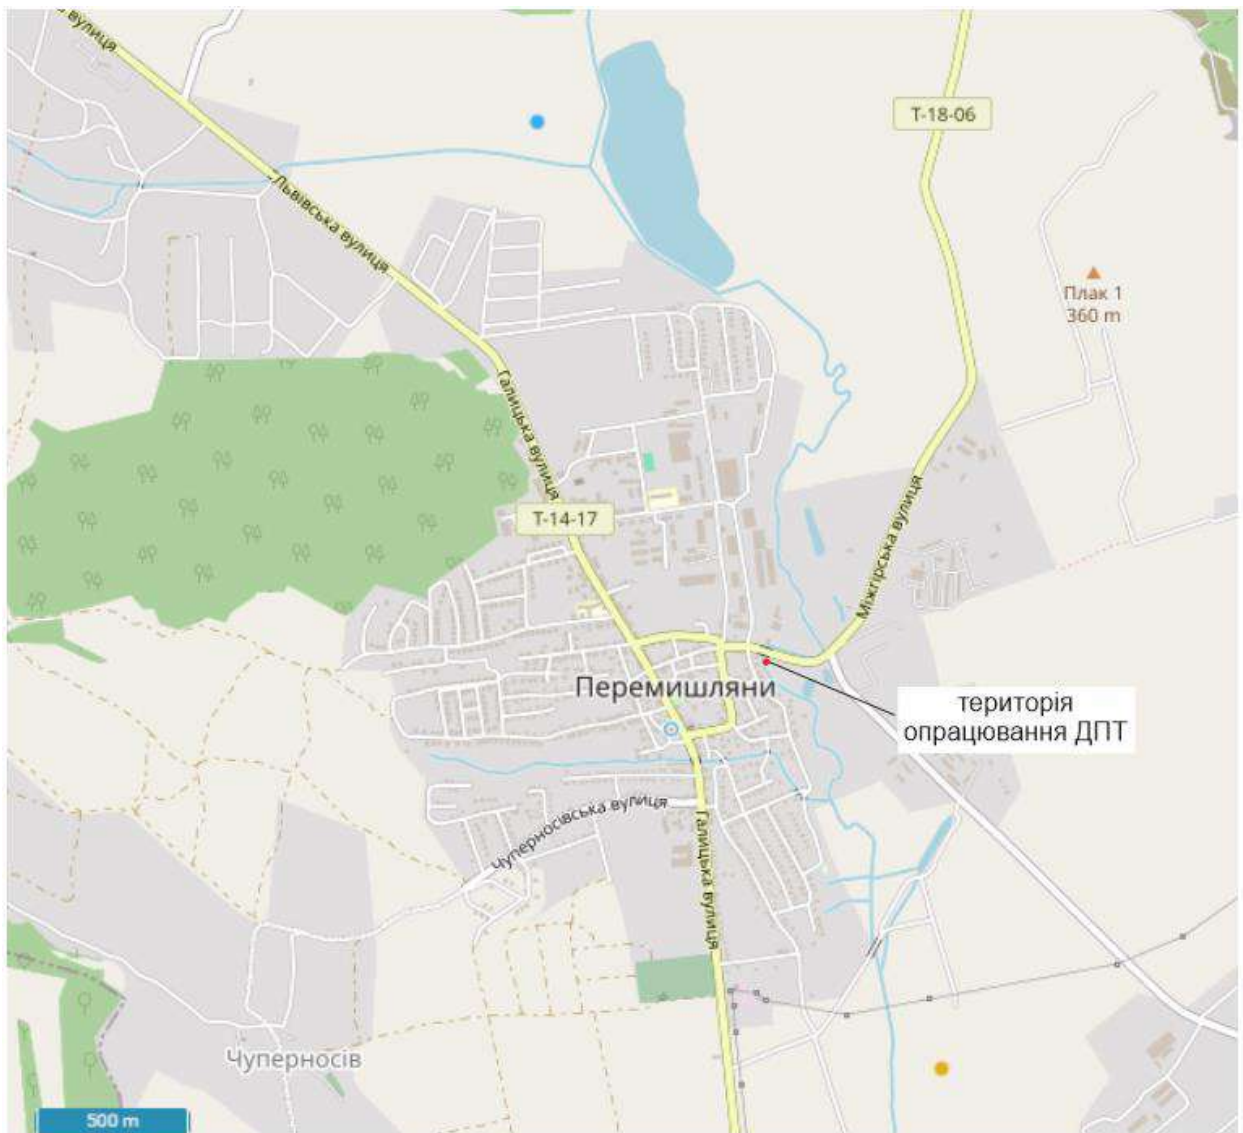 вулиця
Т-18-06
Львівська вулиця
Плак 1
360 m
Галицька вулиця
Т-14-17
Міжгірська вулиця
Перемишляни
територія
опрацювання ДПТ
Чуперносівська вулиця
Галицька вулиця
Чуперносів
500 m